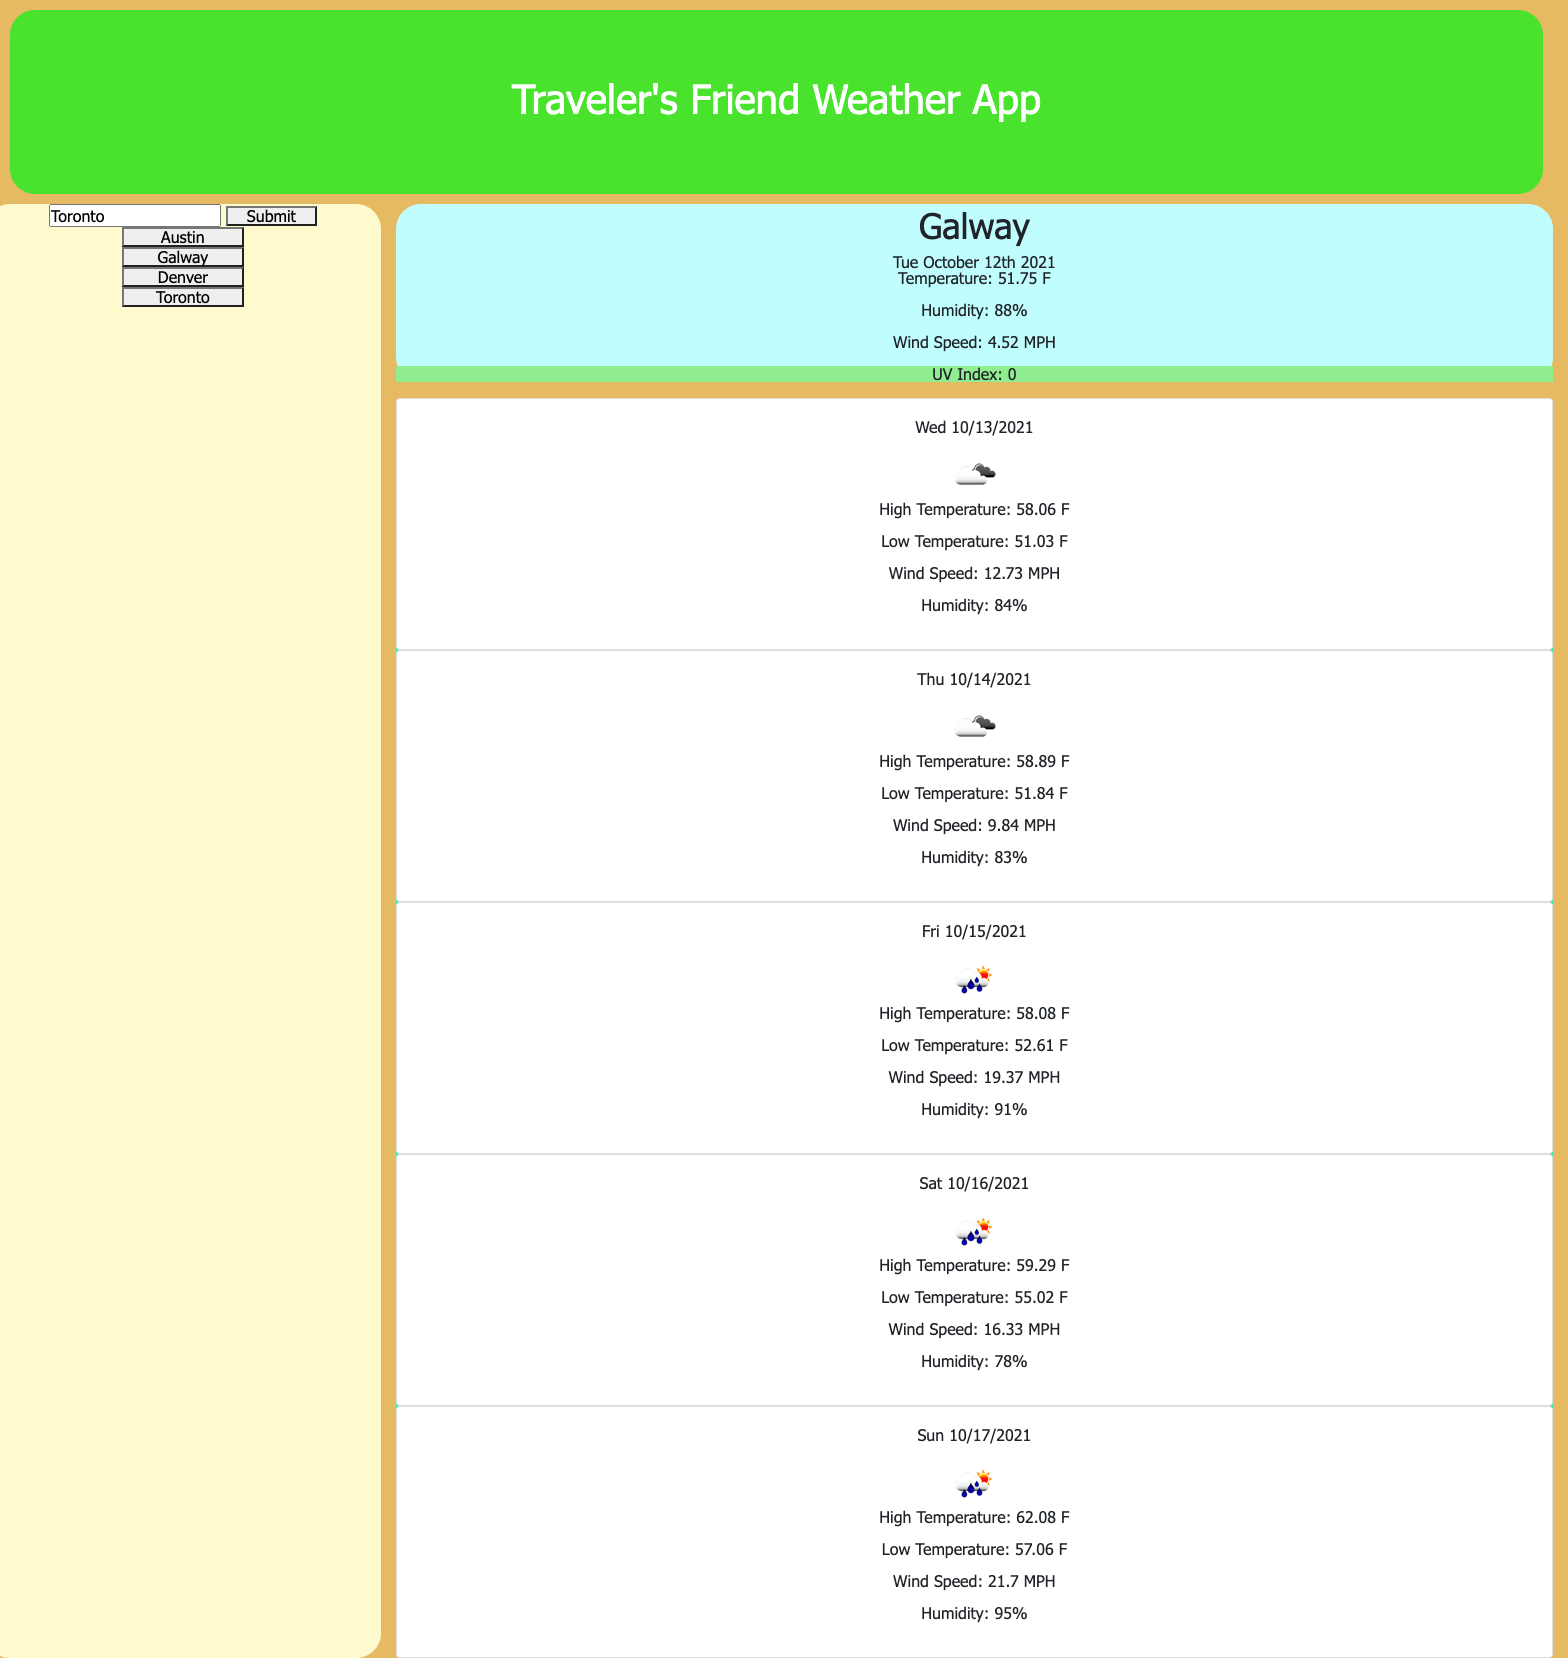 Traveler's Friend Weather App
Toronto
Submit
Austin
Galway
Denver
Toronto
Galway
Tue October 12th 2021
Temperature: 51.75 F
Humidity: 88%
Wind Speed: 4.52 MPH
UV Index: 0
Wed 10/13/2021
High Temperature: 58.06 F
Low Temperature: 51.03 F
Wind Speed: 12.73 MPH
Humidity: 84%
Thu 10/14/2021
High Temperature: 58.89 F
Low Temperature: 51.84 F
Wind Speed: 9.84 MPH
Humidity: 83%
Fri 10/15/2021
High Temperature: 58.08 F
Low Temperature: 52.61 F
Wind Speed: 19.37 MPH
Humidity: 91%
Sat 10/16/2021
High Temperature: 59.29 F
Low Temperature: 55.02 F
Wind Speed: 16.33 MPH
Humidity: 78%
Sun 10/17/2021
High Temperature: 62.08 F
Low Temperature: 57.06 F
Wind Speed: 21.7 MPH
Humidity: 95%